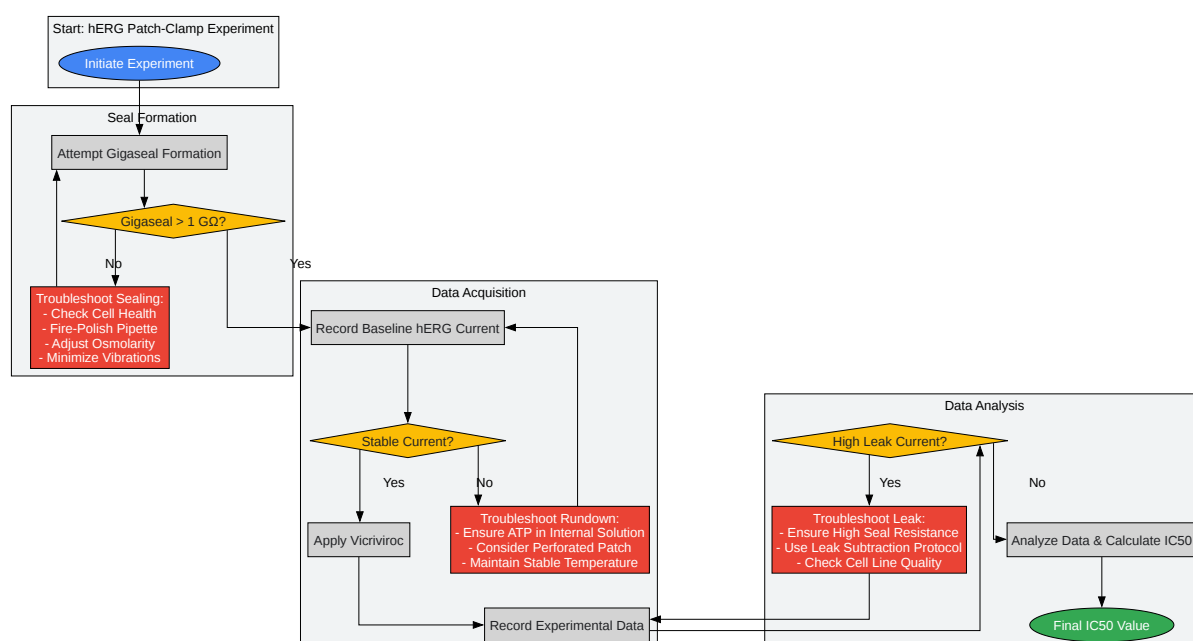 Start: hERG Patch-Clamp Experiment
Initiate Experiment
Seal Formation
Attempt Gigaseal Formation
Gigaseal > 1 GΩ?
No
Yes
Troubleshoot Sealing:
- Check Cell Health
- Fire-Polish Pipette
- Adjust Osmolarity
- Minimize Vibrations
Data Acquisition
Record Baseline hERG Current
Stable Current?
Yes
No
Apply Vicriviroc
Troubleshoot Rundown:
- Ensure ATP in Internal Solution
- Consider Perforated Patch
- Maintain Stable Temperature
Record Experimental Data
Data Analysis
High Leak Current?
Yes
No
Troubleshoot Leak:
- Ensure High Seal Resistance
- Use Leak Subtraction Protocol
- Check Cell Line Quality
Analyze Data & Calculate IC50
Final IC50 Value